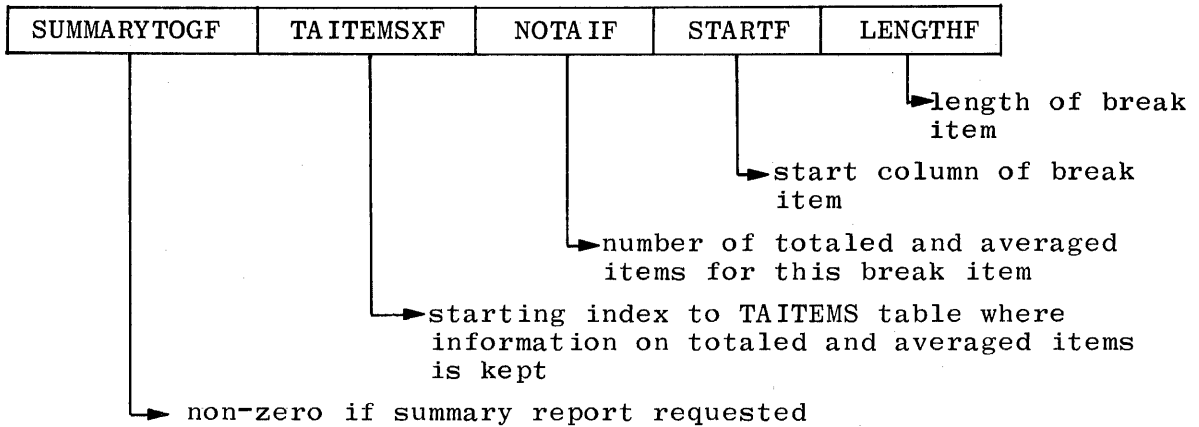 SUMMARYTOGF TAITEMSXF NOTAIF STARTF LENGTHF
length of break
item
start column of break
item
number of totaled and averaged
items for this break item
starting index to TAITEMS table where
information on totaled and averaged items
is kept
non-zero if summary report requested